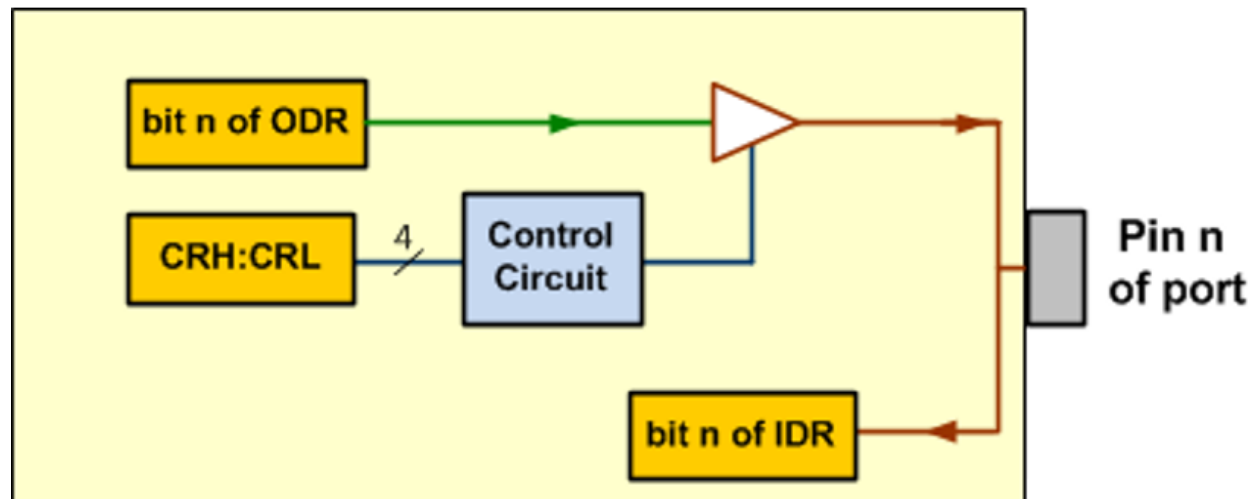 bit n of ODR
CRH:CRL
4
Control
Circuit
Pin n
of port
bit n of IDR